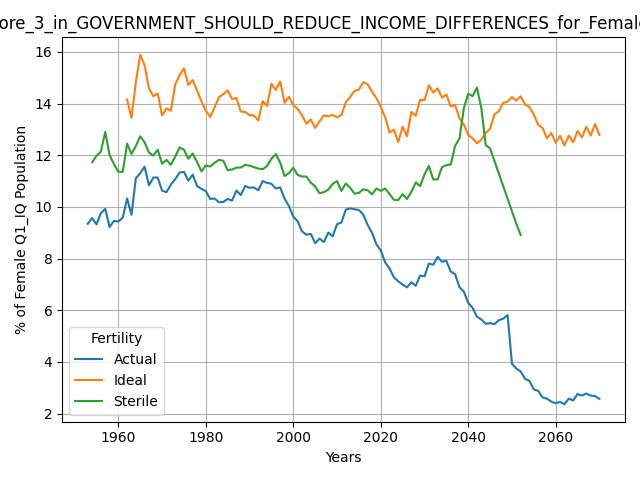 ore_3_in_GOVERNMENT_SHOULD_REDUCE_INCOME_DIFFERENCES_for_Female
% of Female Q1_IQ Population
16
14
12
10
8
6
4
2
Fertility
Actual
Ideal
Sterile
1960 1980 2000 2020 2040 2060
Years